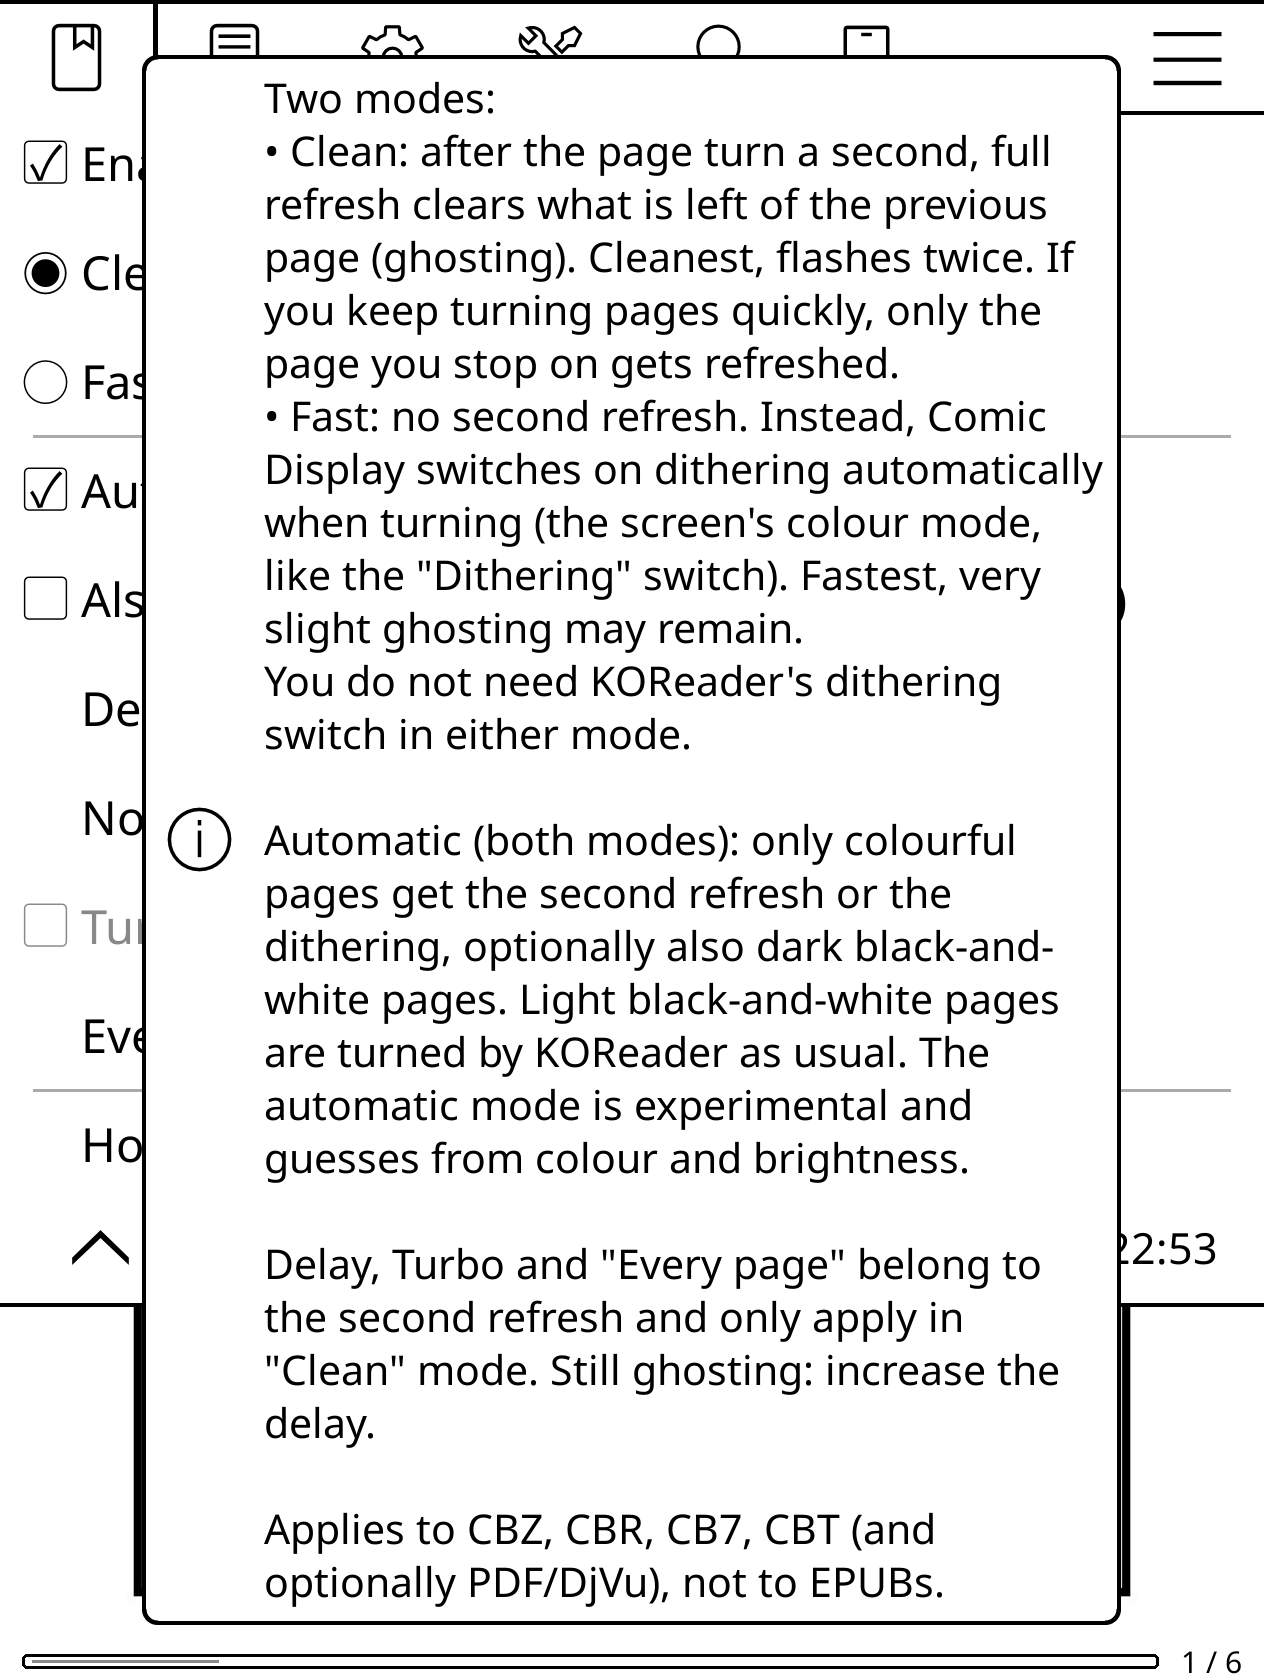 Two modes:
• Clean: after the page turn a second, full
refresh clears what is left of the previous
page (ghosting). Cleanest, flashes twice. If
you keep turning pages quickly, only the
page you stop on gets refreshed.
• Fast: no second refresh. Instead, Comic
Display switches on dithering automatically
when turning (the screen's colour mode,
like the "Dithering" switch). Fastest, very
slight ghosting may remain.
You do not need KOReader's dithering
switch in either mode.
Automatic (both modes): only colourful
pages get the second refresh or the
dithering, optionally also dark black-and-
white pages. Light black-and-white pages
are turned by KOReader as usual. The
automatic mode is experimental and
guesses from colour and brightness.
Delay, Turbo and "Every page" belong to
the second refresh and only apply in
"Clean" mode. Still ghosting: increase the
delay.
Applies to CBZ, CBR, CB7, CBT (and
optionally PDF/DjVu), not to EPUBs.
22:53
1 / 6